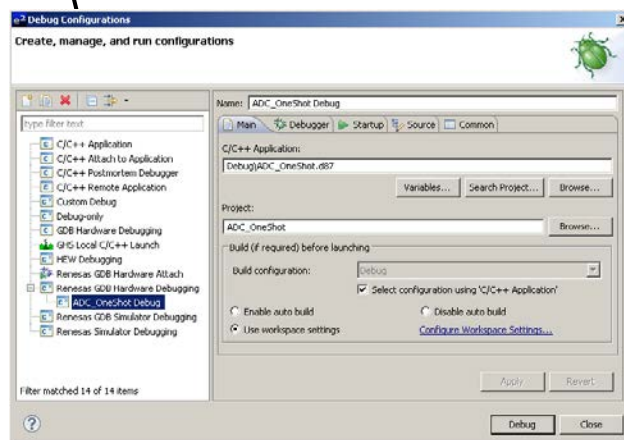 e² Debug Configurations
Create, manage, and run configurations
type filter text
C/C++ Application
C/C++ Attach to Application
C/C++ Postmortem Debugger
C/C++ Remote Application
Custom Debug
Debug-only
GDB Hardware Debugging
GHS Local C/C++ Launch
HEW Debugging
Renesas GDB Hardware Attach
Renesas GDB Hardware Debugging
ADC_OneShot Debug
Renesas GDB Simulator Debugging
Renesas Simulator Debugging
Filter matched 14 of 14 items
Name: ADC_OneShot Debug
Main Debugger Startup Source Common
C/C++ Application:
Debug\ADC_OneShot.d87
Variables... Search Project... Browse...
Project:
ADC_OneShot Browse...
Build (if required) before launching
Build configuration: Debug
Select configuration using 'C/C++ Application'
Enable auto build Disable auto build
Use workspace settings Configure Workspace Settings...
Apply Revert
? Debug Close